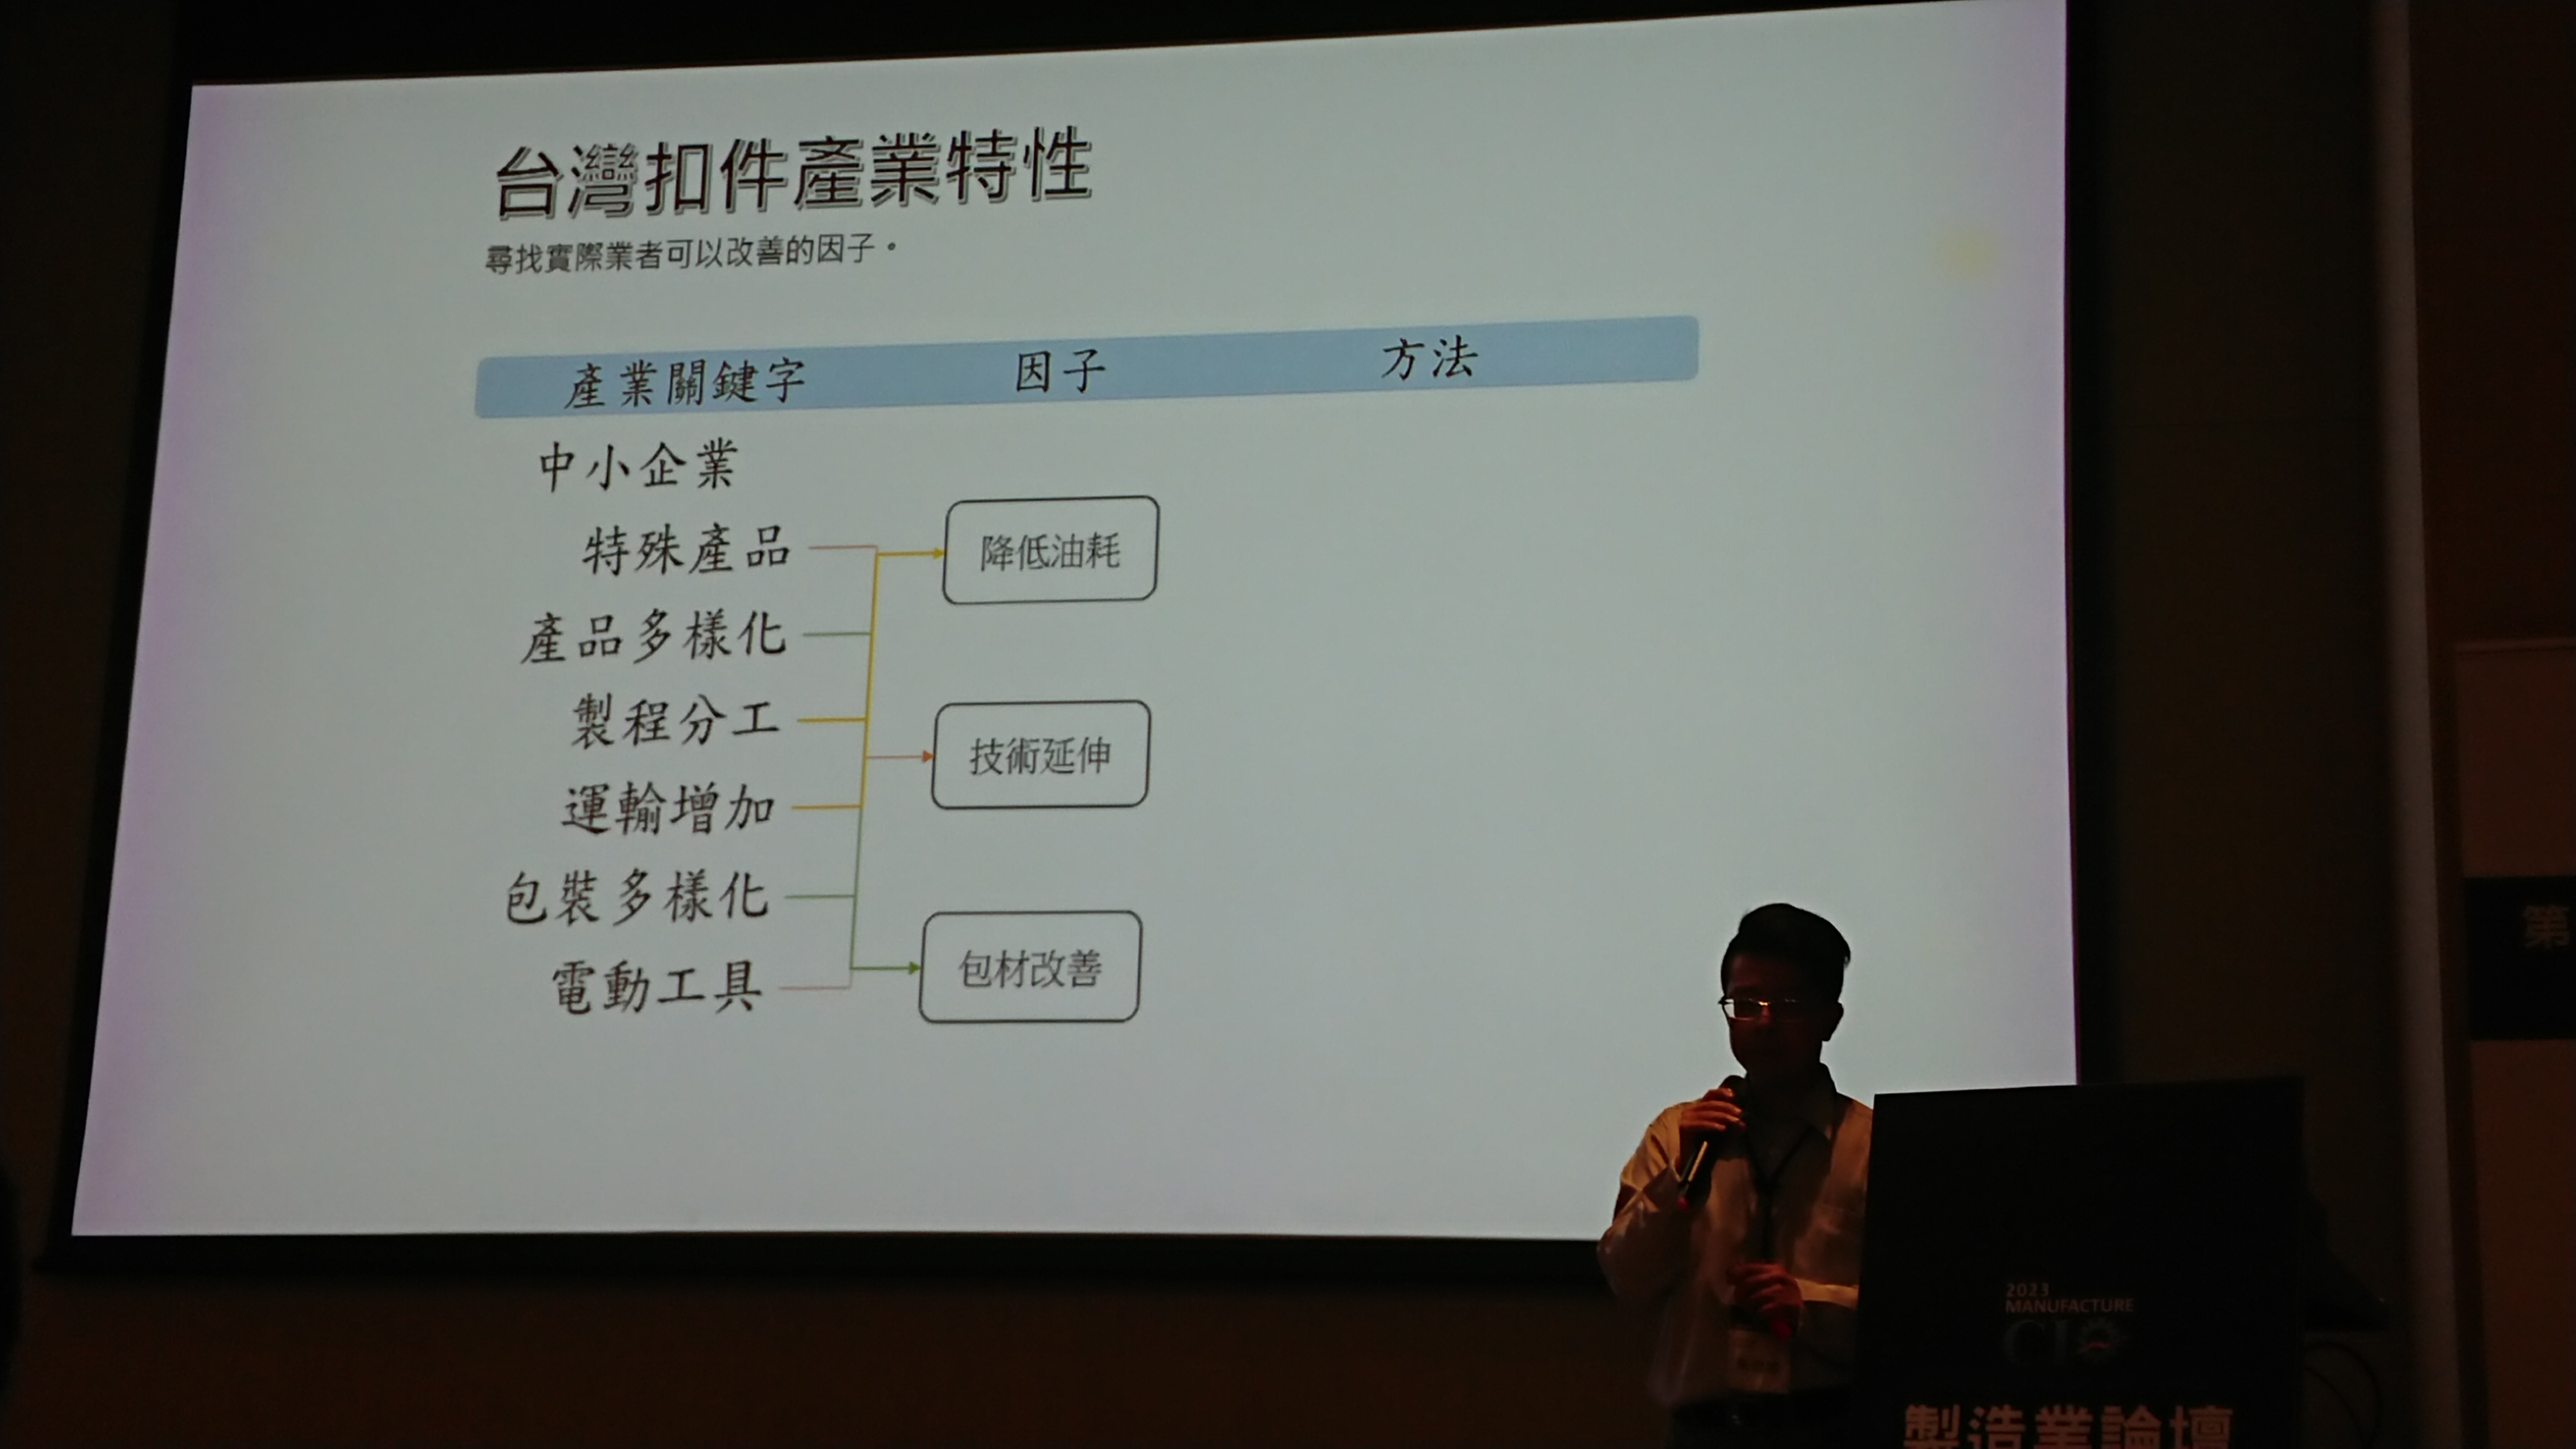 台灣扣件產業特性
尋找實際業者可以改善的因子。
產業關鍵字 因子 方法
中小企業
特殊產品
產品多樣化
製程分工
運輸增加
包裝多樣化
電動工具
降低油耗
技術延伸
包材改善
第
2023
MANUFACTURE
CIO
製造業論壇